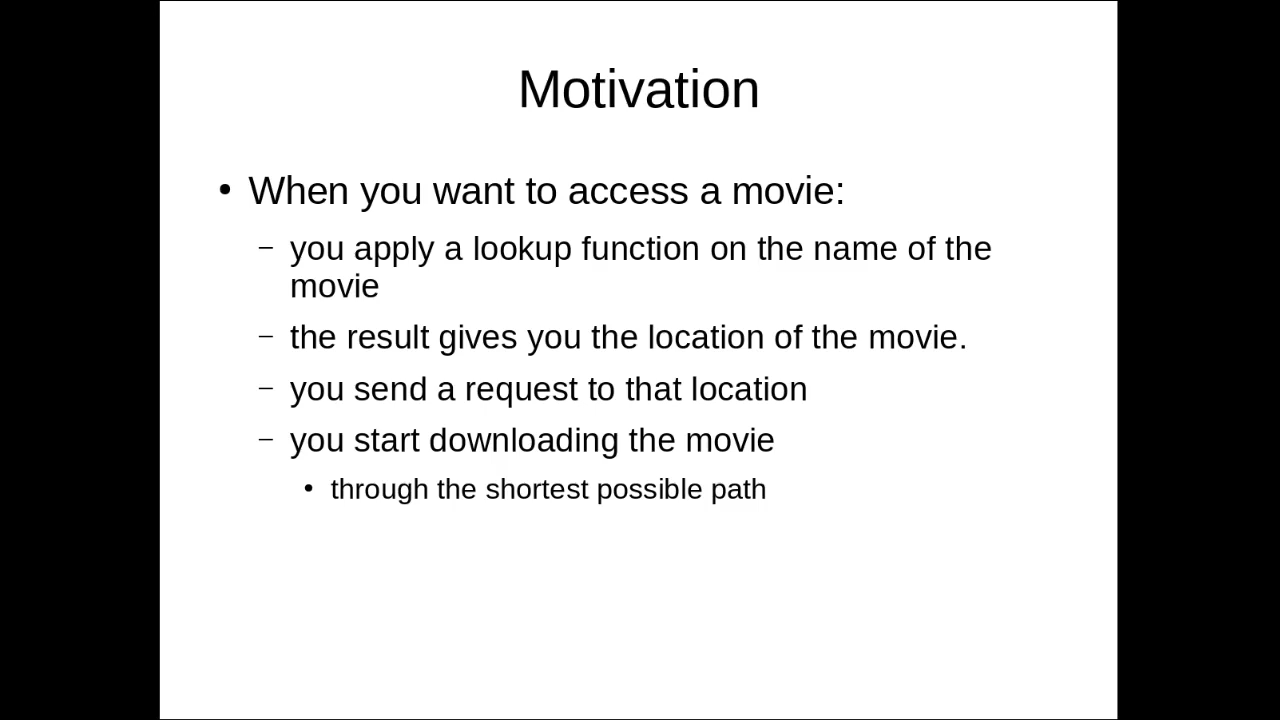 Motivation
• When you want to access a movie:
– you apply a lookup function on the name of the
movie
– the result gives you the location of the movie.
– you send a request to that location
– you start downloading the movie
• through the shortest possible path